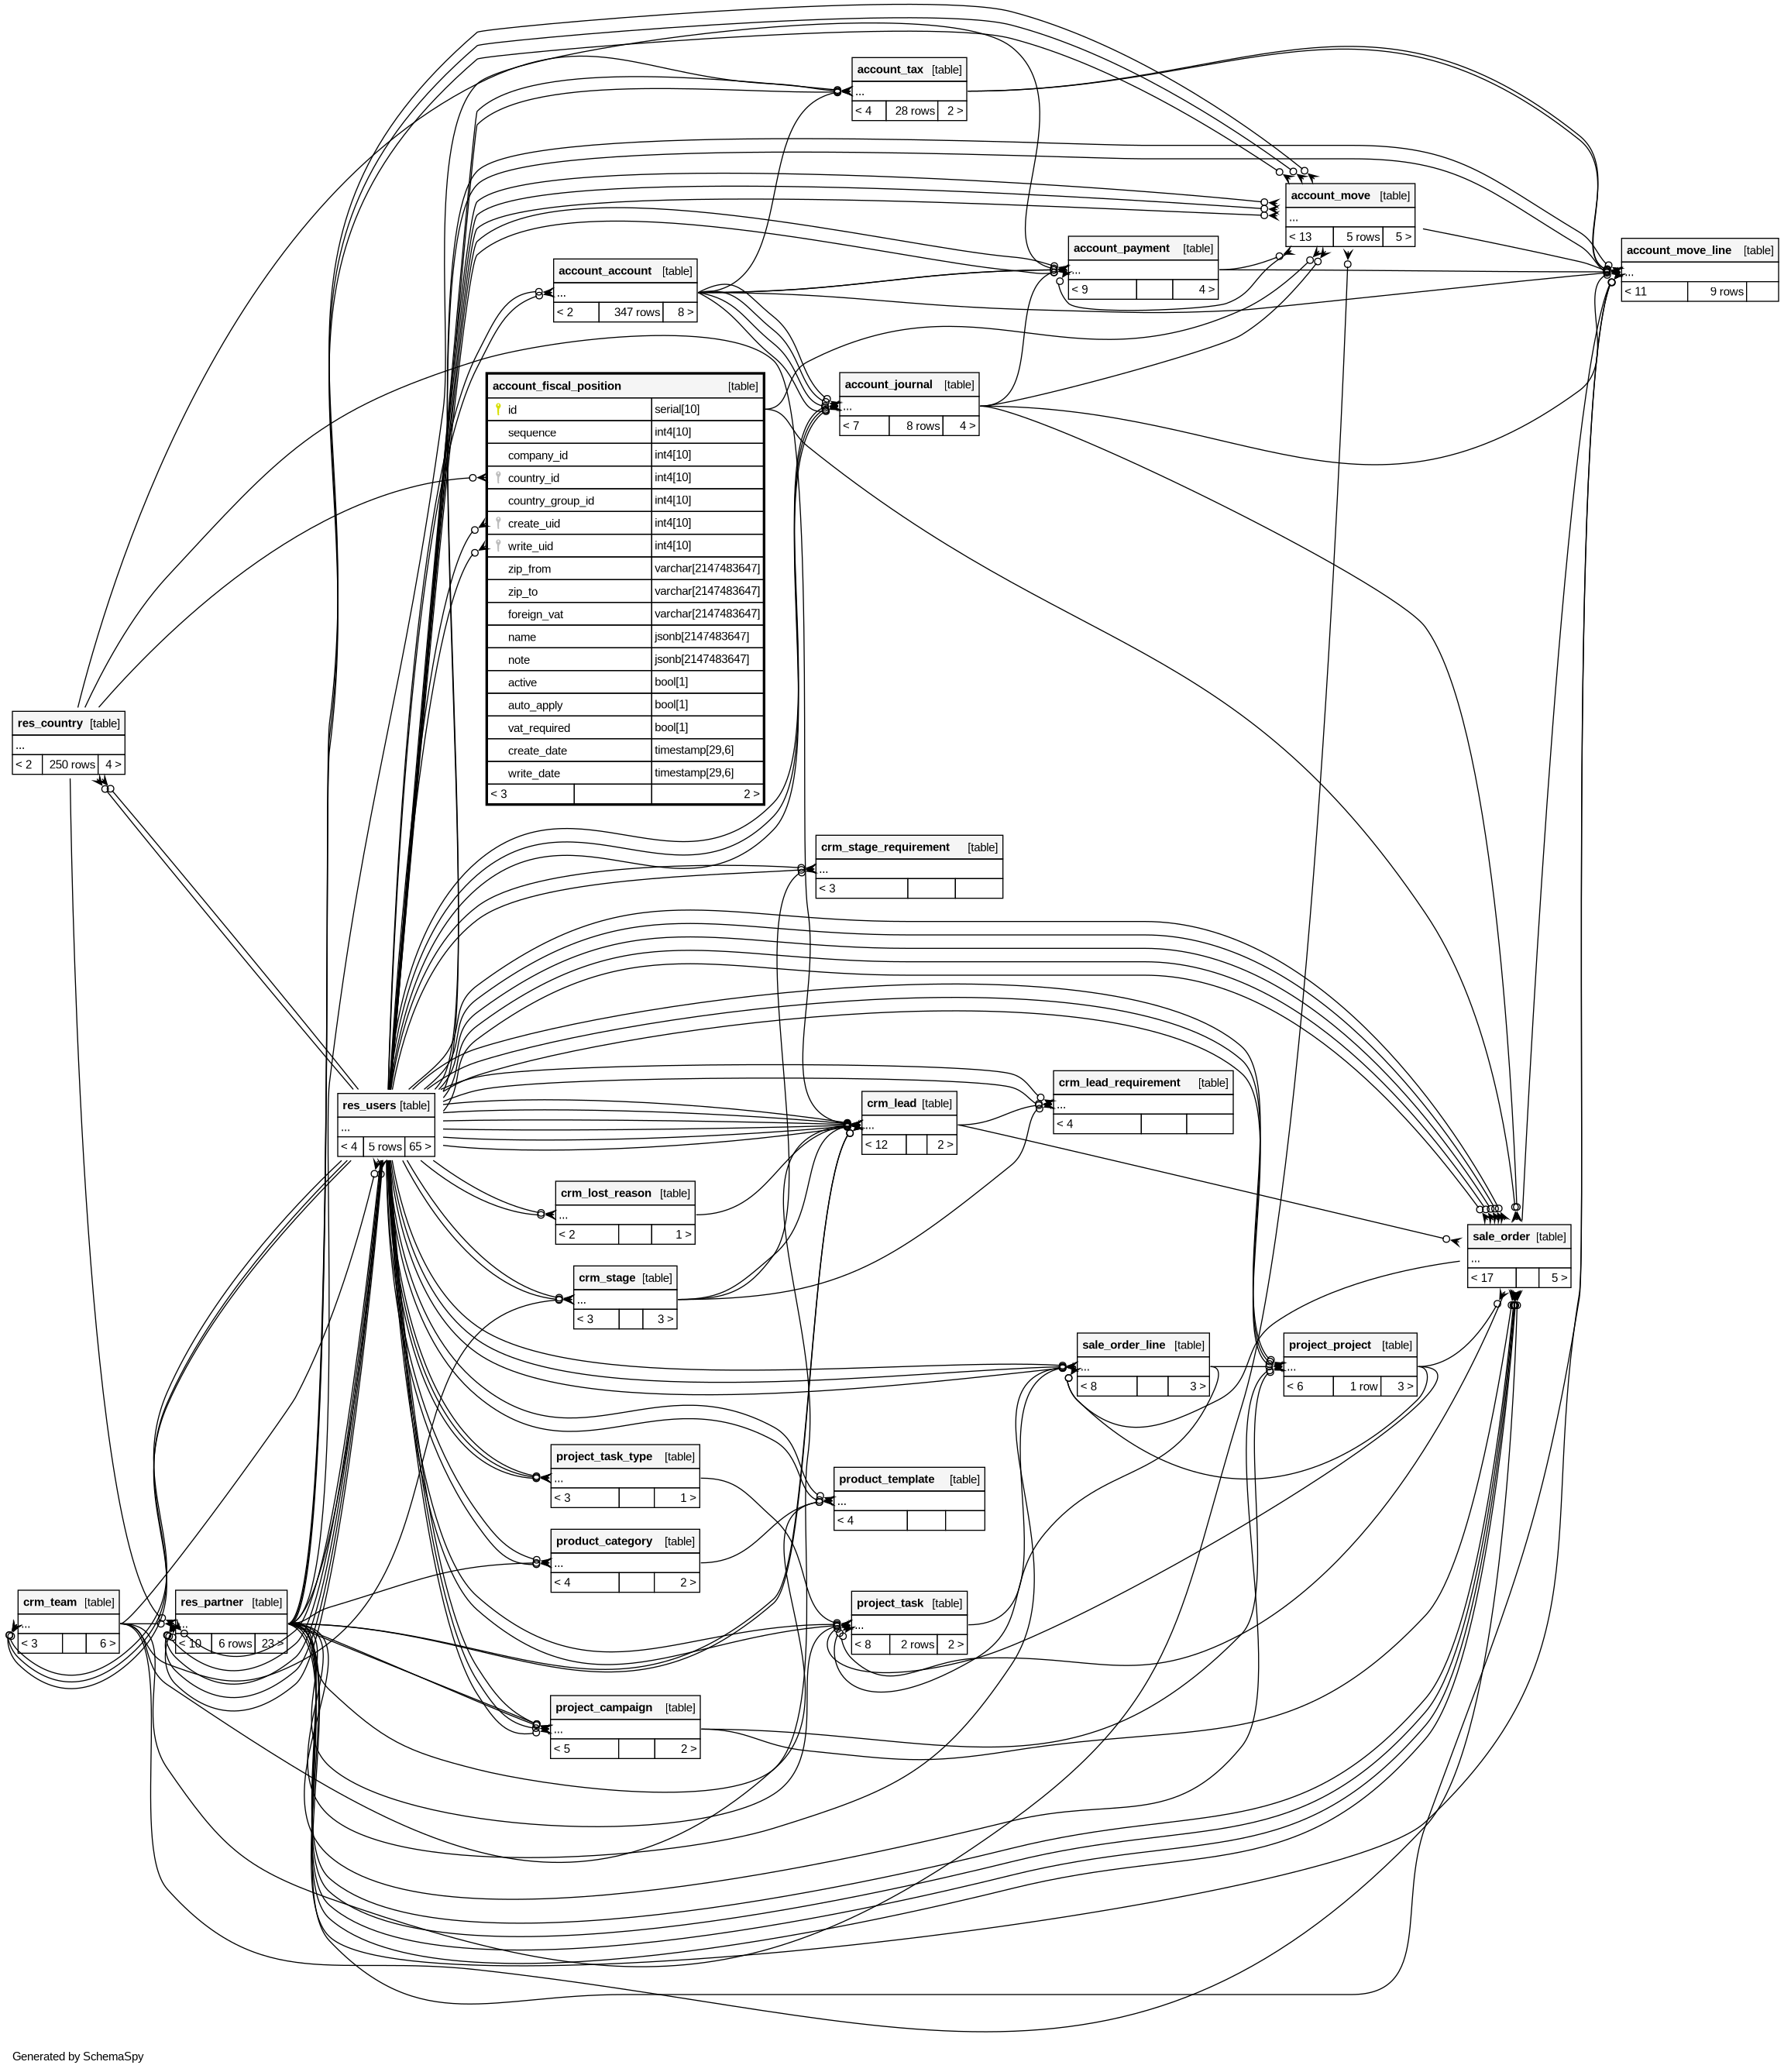 account_tax [table]
...
< 4 28 rows 2 >
account_move [table]
...
< 13 5 rows 5 >
account_payment [table]
...
< 9 4 >
account_move_line [table]
...
< 11 9 rows
account_account [table]
...
< 2 347 rows 8 >
account_journal [table]
...
< 7 8 rows 4 >
account_fiscal_position [table]
id serial[10]
sequence int4[10]
company_id int4[10]
country_id int4[10]
country_group_id int4[10]
create_uid int4[10]
write_uid int4[10]
zip_from varchar[2147483647]
zip_to varchar[2147483647]
foreign_vat varchar[2147483647]
name jsonb[2147483647]
note jsonb[2147483647]
active bool[1]
auto_apply bool[1]
vat_required bool[1]
create_date timestamp[29,6]
write_date timestamp[29,6]
< 3 2 >
res_country [table]
...
< 2 250 rows 4 >
crm_stage_requirement [table]
...
< 3
res_users [table]
...
< 4 5 rows 65 >
crm_lead [table]
...
< 12 2 >
crm_lead_requirement [table]
...
< 4
crm_lost_reason [table]
...
< 2 1 >
sale_order [table]
...
< 17 5 >
crm_stage [table]
...
< 3 3 >
sale_order_line [table]
...
< 8 3 >
project_project [table]
...
< 6 1 row 3 >
project_task_type [table]
...
< 3 1 >
product_template [table]
...
< 4
product_category [table]
...
< 4 2 >
crm_team [table]
...
< 3 6 >
res_partner [table]
...
< 10 6 rows 23 >
project_task [table]
...
< 8 2 rows 2 >
project_campaign [table]
...
< 5 2 >
Generated by SchemaSpy